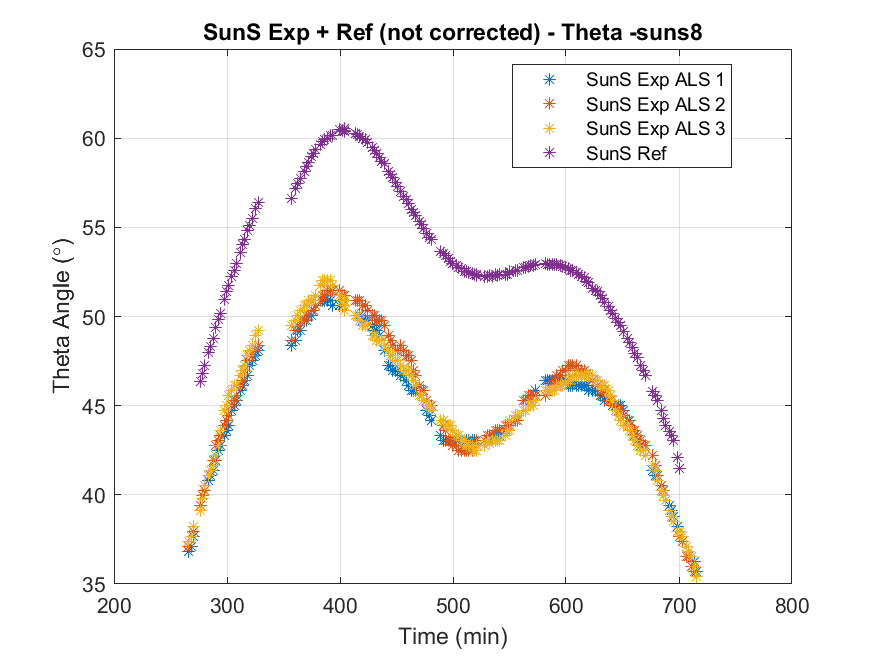 SunS Exp + Ref (not corrected) - Theta -suns8
65
60
55
50
45
40
35
Theta Angle (°)
SunS Exp ALS 1
SunS Exp ALS 2
SunS Exp ALS 3
SunS Ref
200 300 400 500 600 700 800
Time (min)